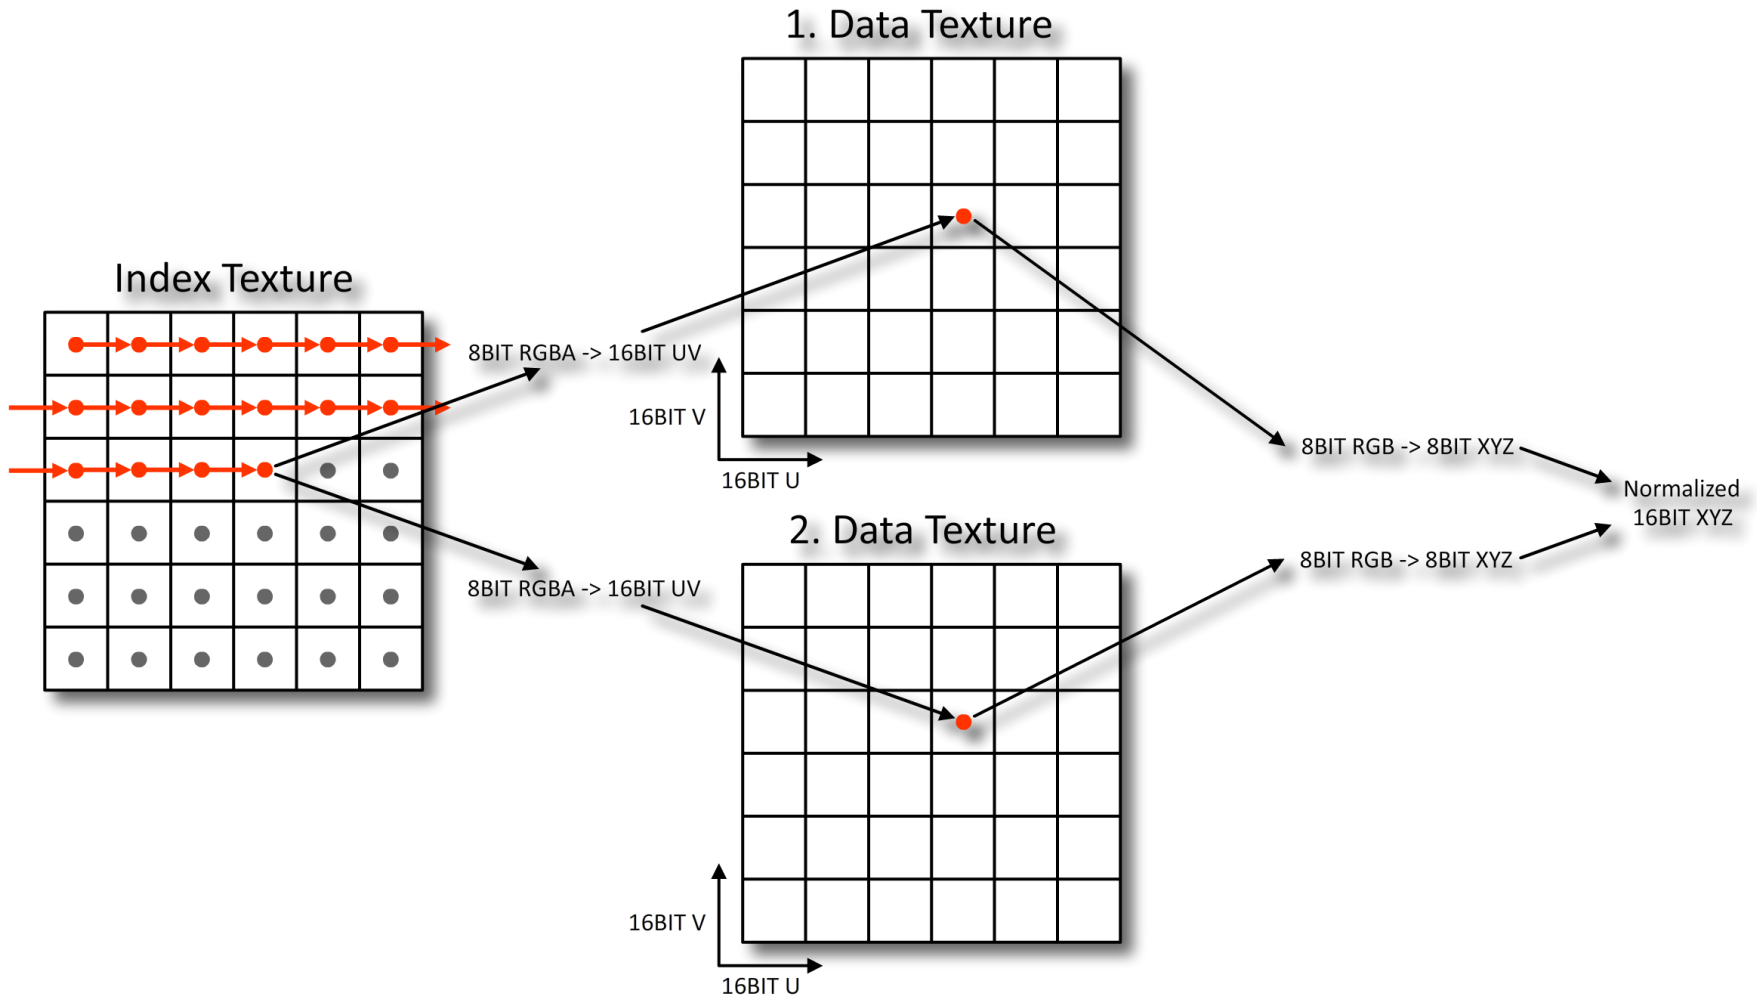 1. Data Texture
Index Texture
8BIT RGBA -> 16BIT UV
16BIT V
16BIT U
8BIT RGB -> 8BIT XYZ
Normalized
16BIT XYZ
2. Data Texture
8BIT RGB -> 8BIT XYZ
8BIT RGBA -> 16BIT UV
16BIT V
16BIT U